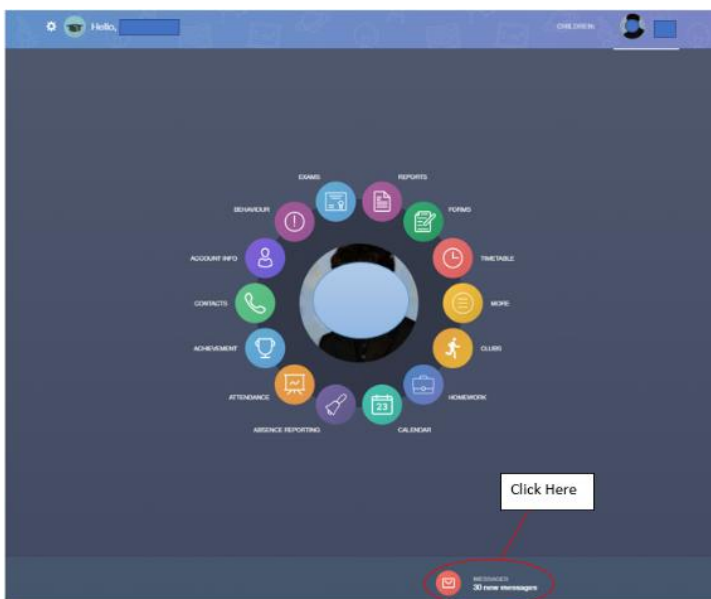 Hello,
CHILDREN:
EXAMS
REPORTS
BEHAVIOUR
FORMS
ACCOUNT INFO
TIMETABLE
CONTACTS
MORE
ACHIEVEMENT
CLUBS
ATTENDANCE
HOMEWORK
ABSENCE REPORTING
23
CALENDAR
Click Here
MESSAGES
30 new messages